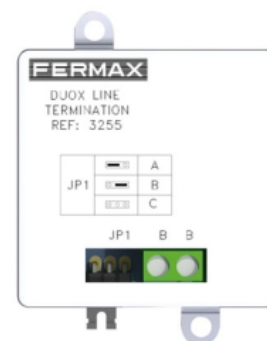 FERMAX
DUOX LINE
TERMINATION
REF: 3255
JP1
A
B
C
JP1 B B